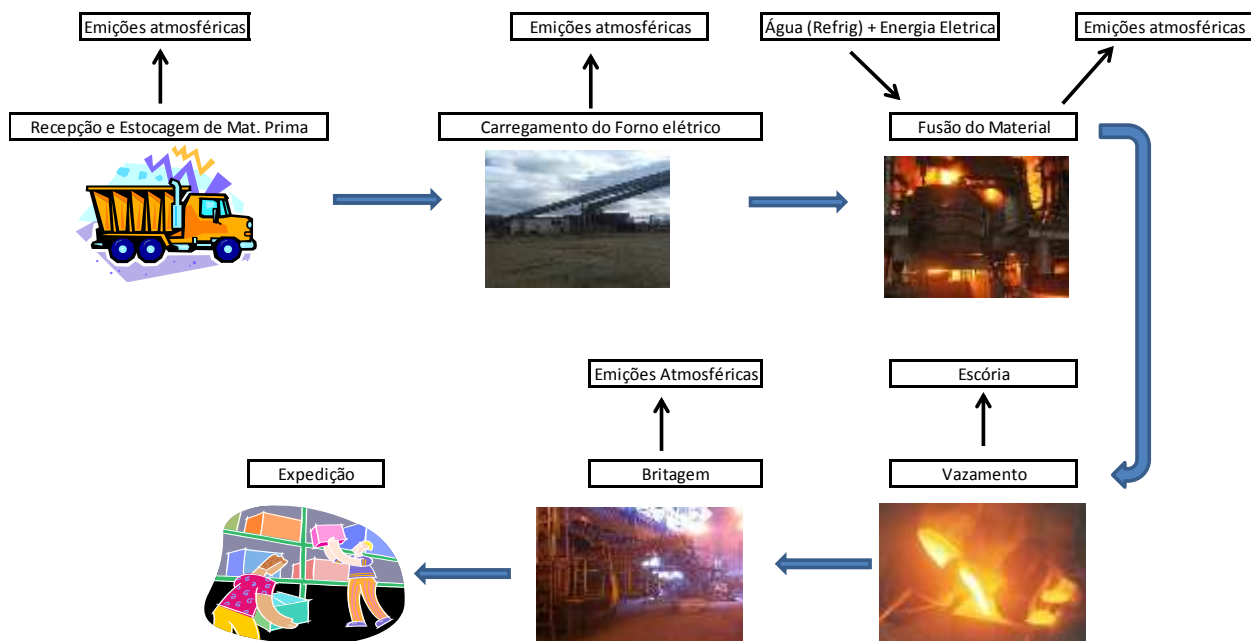 Emições atmosféricas
Emições atmosféricas
Água (Refrig) + Energia Eletrica
Emições atmosféricas
Recepção e Estocagem de Mat. Prima
Carregamento do Forno elétrico
Fusão do Material
Emições Atmosféricas
Escória
Expedição
Britagem
Vazamento